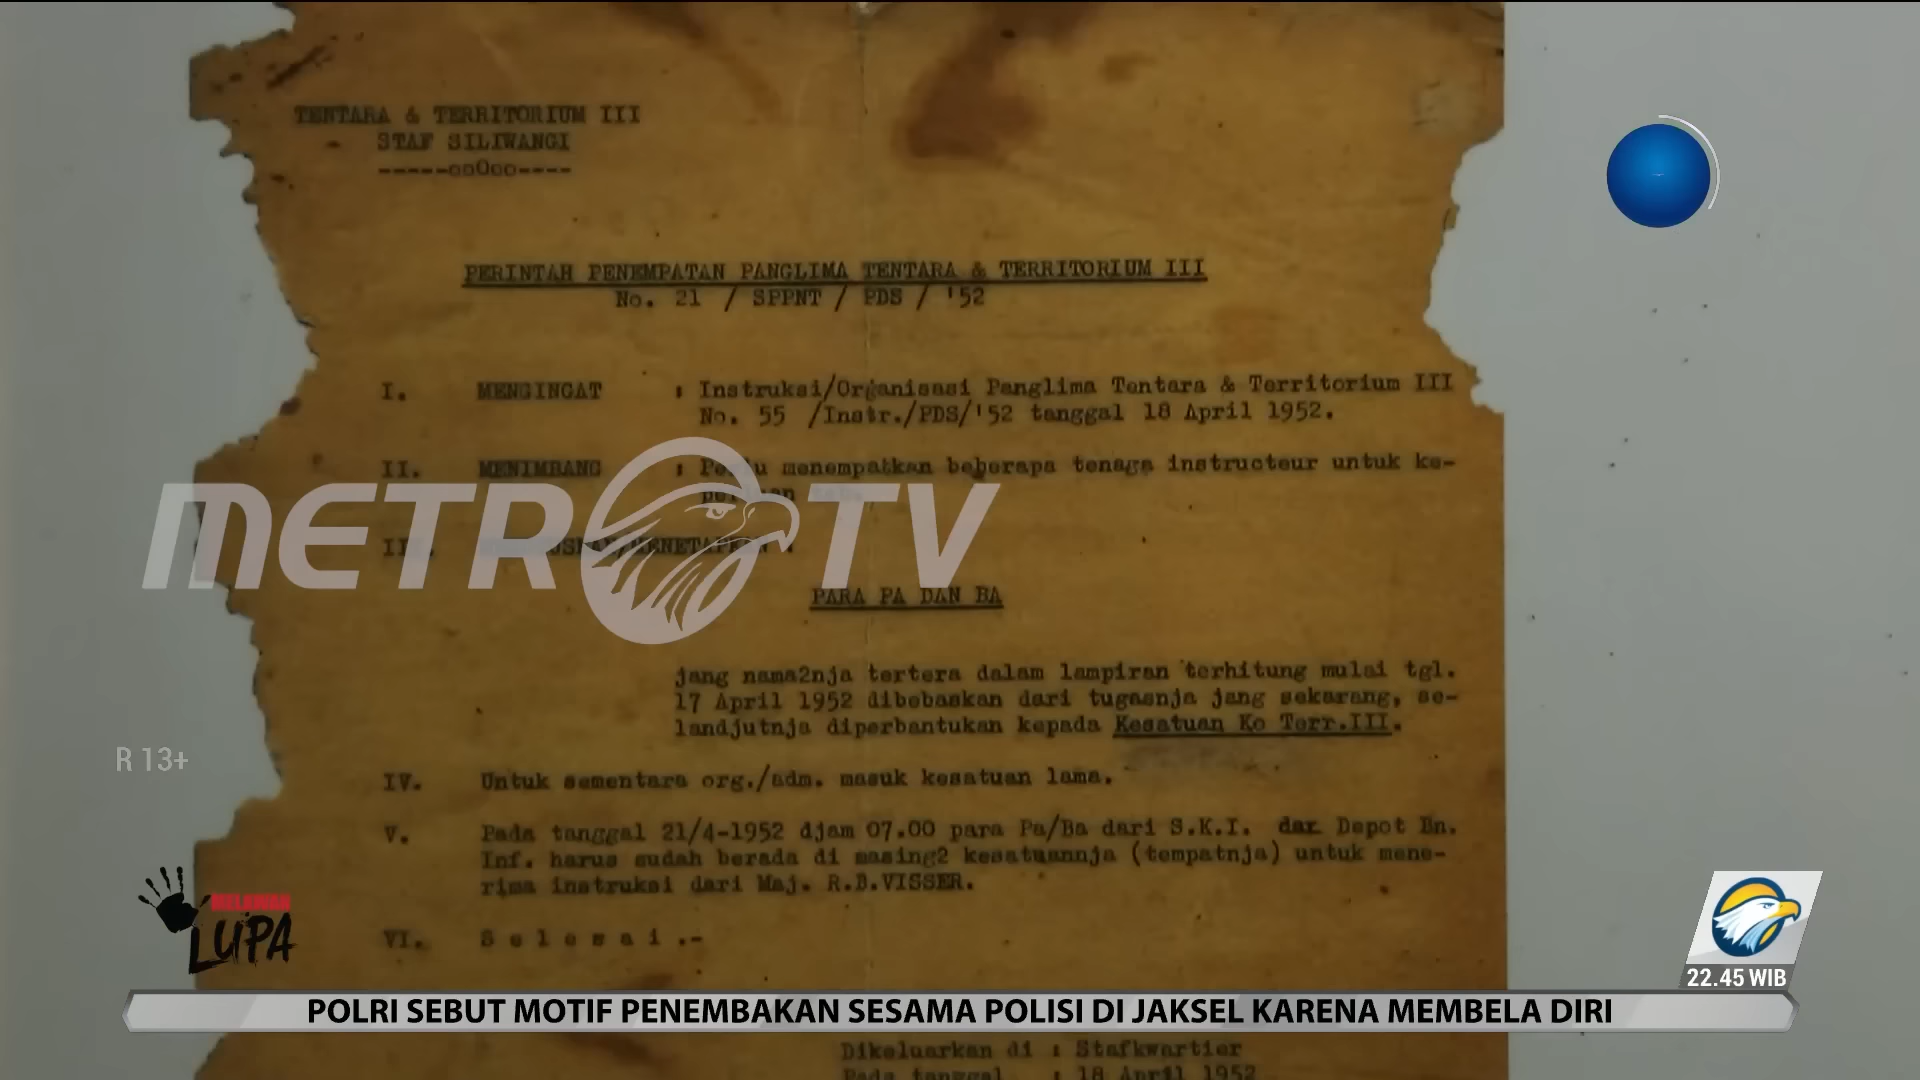 TENTARA & TERRITORIUM III
STAF SILIWANGI
-----ooOoo----
PERINTAH PENEMPATAN PANGLIMA TENTARA & TERRITORIUM III
No. 21 / SPPNT / PDS / '52
I. MENGINGAT : Instruksi/Organisasi Panglima Tentara & Territorium III
No. 55 /Instr./PDS/'52 tanggal 18 April 1952.
II. MENIMBANG : Perlu menempatkan beberapa tenaga instructeur untuk ke-
perluan
METRO TV
III. /MENETAPKAN :
PARA PA DAN BA
jang nama2nja tertera dalam lampiran terhitung mulai tgl.
17 April 1952 dibebaskan dari tugasnja jang sekarang, se-
landjutnja diperbantukan kepada Kesatuan Ko Terr.III.
R 13+
IV. Untuk sementara org./adm. masuk kesatuan lama.
V. Pada tanggal 21/4-1952 djam 07.00 para Pa/Ba dari S.K.I. dar Depot Bn.
Inf. harus sudah berada di masing2 kesatuannja (tempatnja) untuk mene-
rima instruksi dari Maj. R.B.VISSER.
MELAWAN
LUPA
VI. S e l e s a i .-
22.45 WIB
POLRI SEBUT MOTIF PENEMBAKAN SESAMA POLISI DI JAKSEL KARENA MEMBELA DIRI
Dikeluarkan di : Stafkwartier
Pada tanggal : 18 April 1952